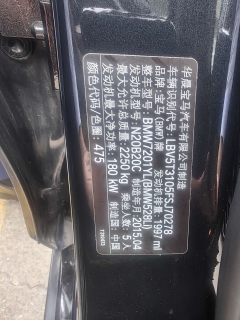 华晨宝马汽车有限公司制造
车辆识别代号：LBV5T3105FSJ70278
品牌：宝马（BMW）牌 发动机排量：1997 ml
整车型号：BMW7201YL(BMW528Li)
发动机型号：N20B20C 制造年月：2015.04
最大允许总质量：2250 kg 乘坐人数：5人
发动机最大净功率：180 kW 制造国：中国
颜色代码/色圈：475